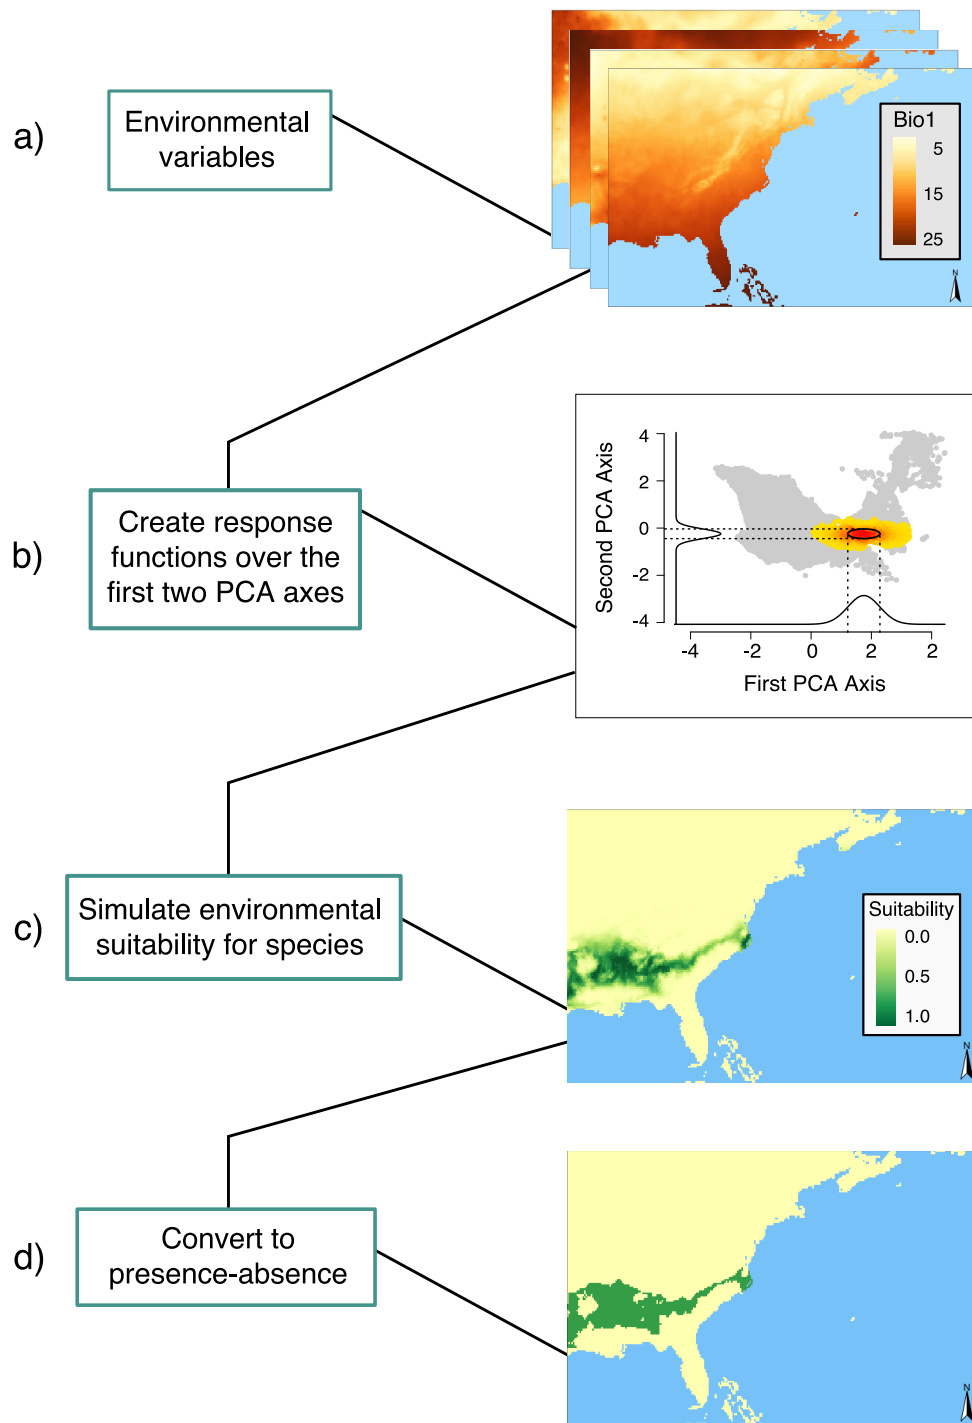 a)
Environmental
variables
Bio1
5
15
25
N
b)
Create response
functions over the
first two PCA axes
Second PCA Axis
4
2
0
-2
-4
-4
-2
0
2
2
First PCA Axis
c)
Simulate environmental
suitability for species
Suitability
0.0
0.5
1.0
N
d)
Convert to
presence-absence
N